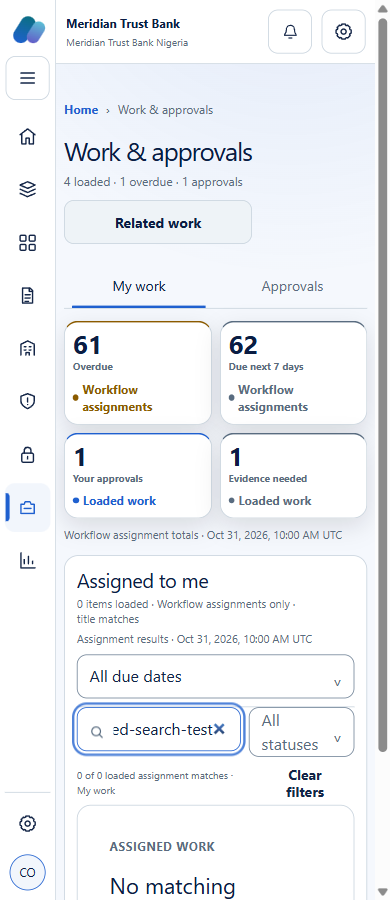 Meridian Trust Bank
Meridian Trust Bank Nigeria
Home › Work & approvals
Work & approvals
4 loaded · 1 overdue · 1 approvals
Related work
My work
Approvals
61
Overdue
Workflow
assignments
62
Due next 7 days
Workflow
assignments
1
Your approvals
Loaded work
1
Evidence needed
Loaded work
Workflow assignment totals · Oct 31, 2026, 10:00 AM UTC
Assigned to me
0 items loaded · Workflow assignments only ·
title matches
Assignment results · Oct 31, 2026, 10:00 AM UTC
All due dates
ed-search-test
All
statuses
0 of 0 loaded assignment matches ·
My work
Clear
filters
ASSIGNED WORK
No matching
CO